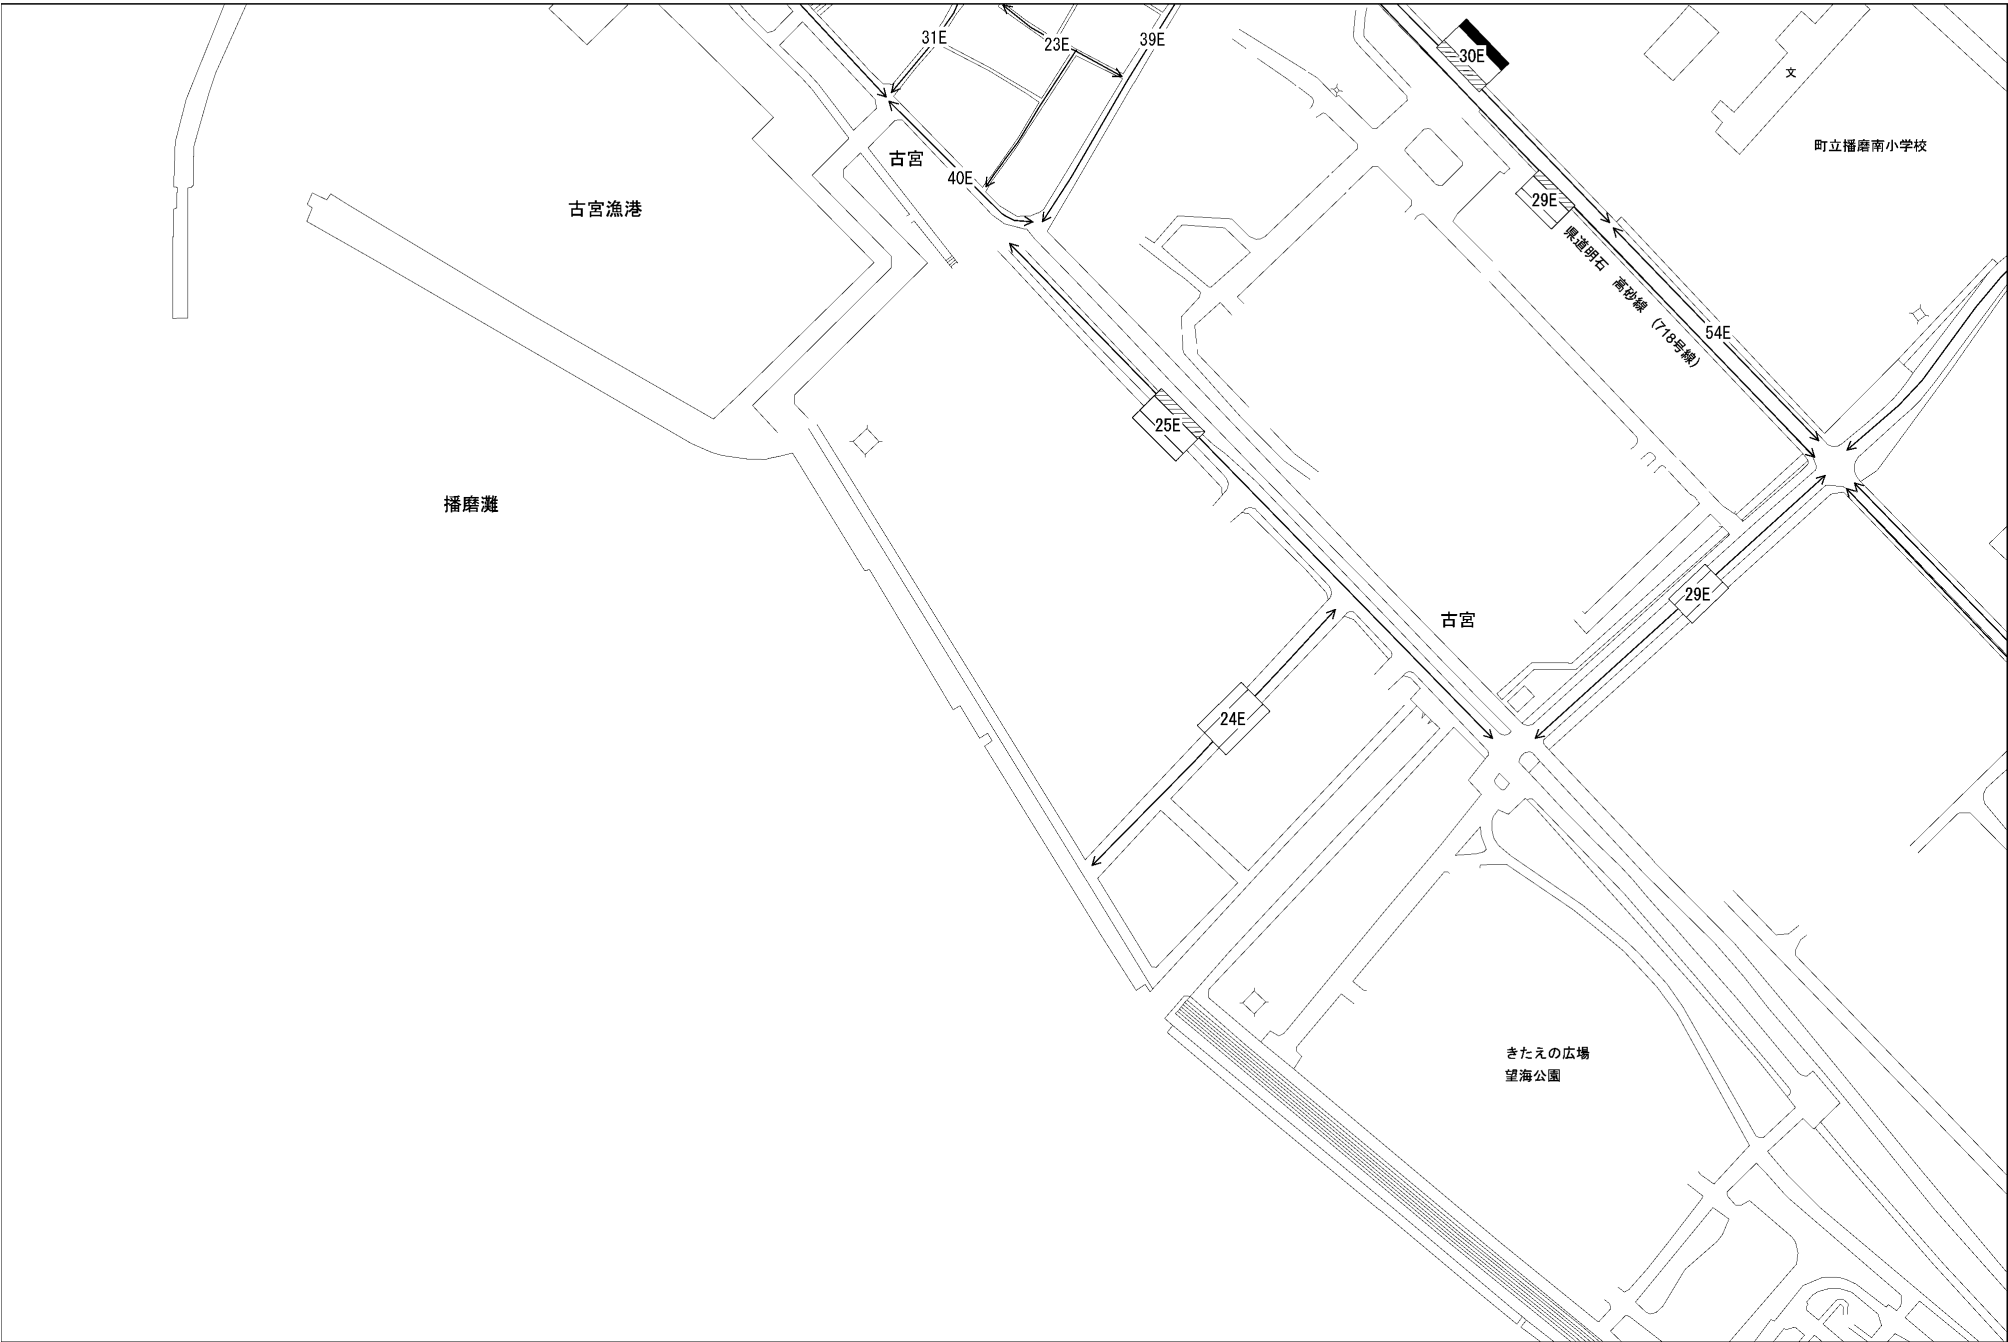 31E
23E
39E
30E
文
町立播磨南小学校
古宮
40E
29E
古宮漁港
県道明石 高砂線 (718号線)
54E
25E
播磨灘
29E
古宮
24E
きたえの広場
望海公園